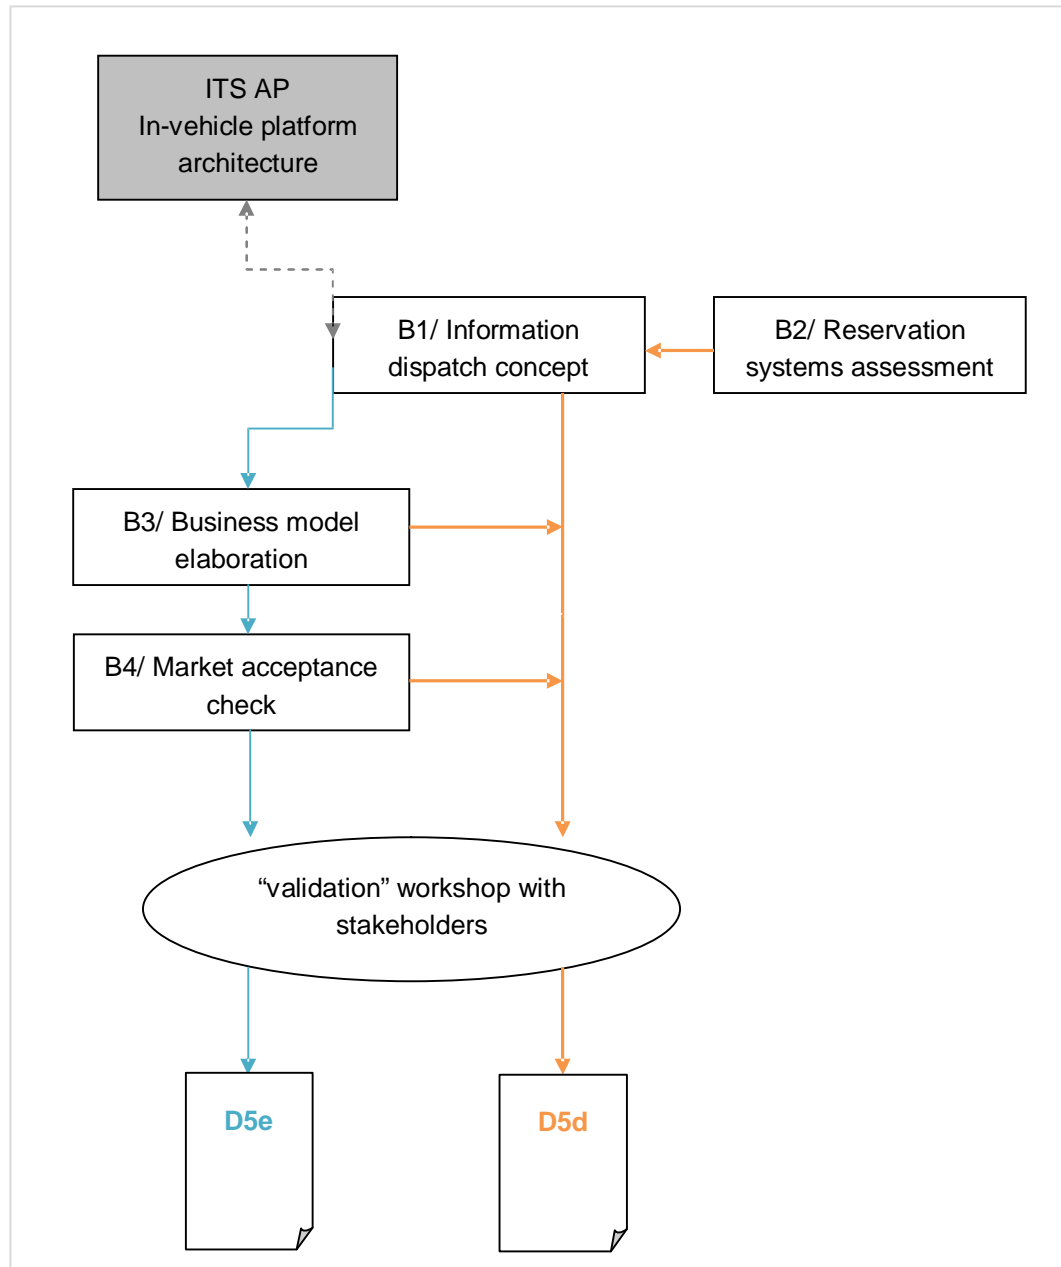 ITS AP
In-vehicle platform
architecture
B1/ Information
dispatch concept
B2/ Reservation
systems assessment
B3/ Business model
elaboration
B4/ Market acceptance
check
“validation” workshop with
stakeholders
D5e
D5d